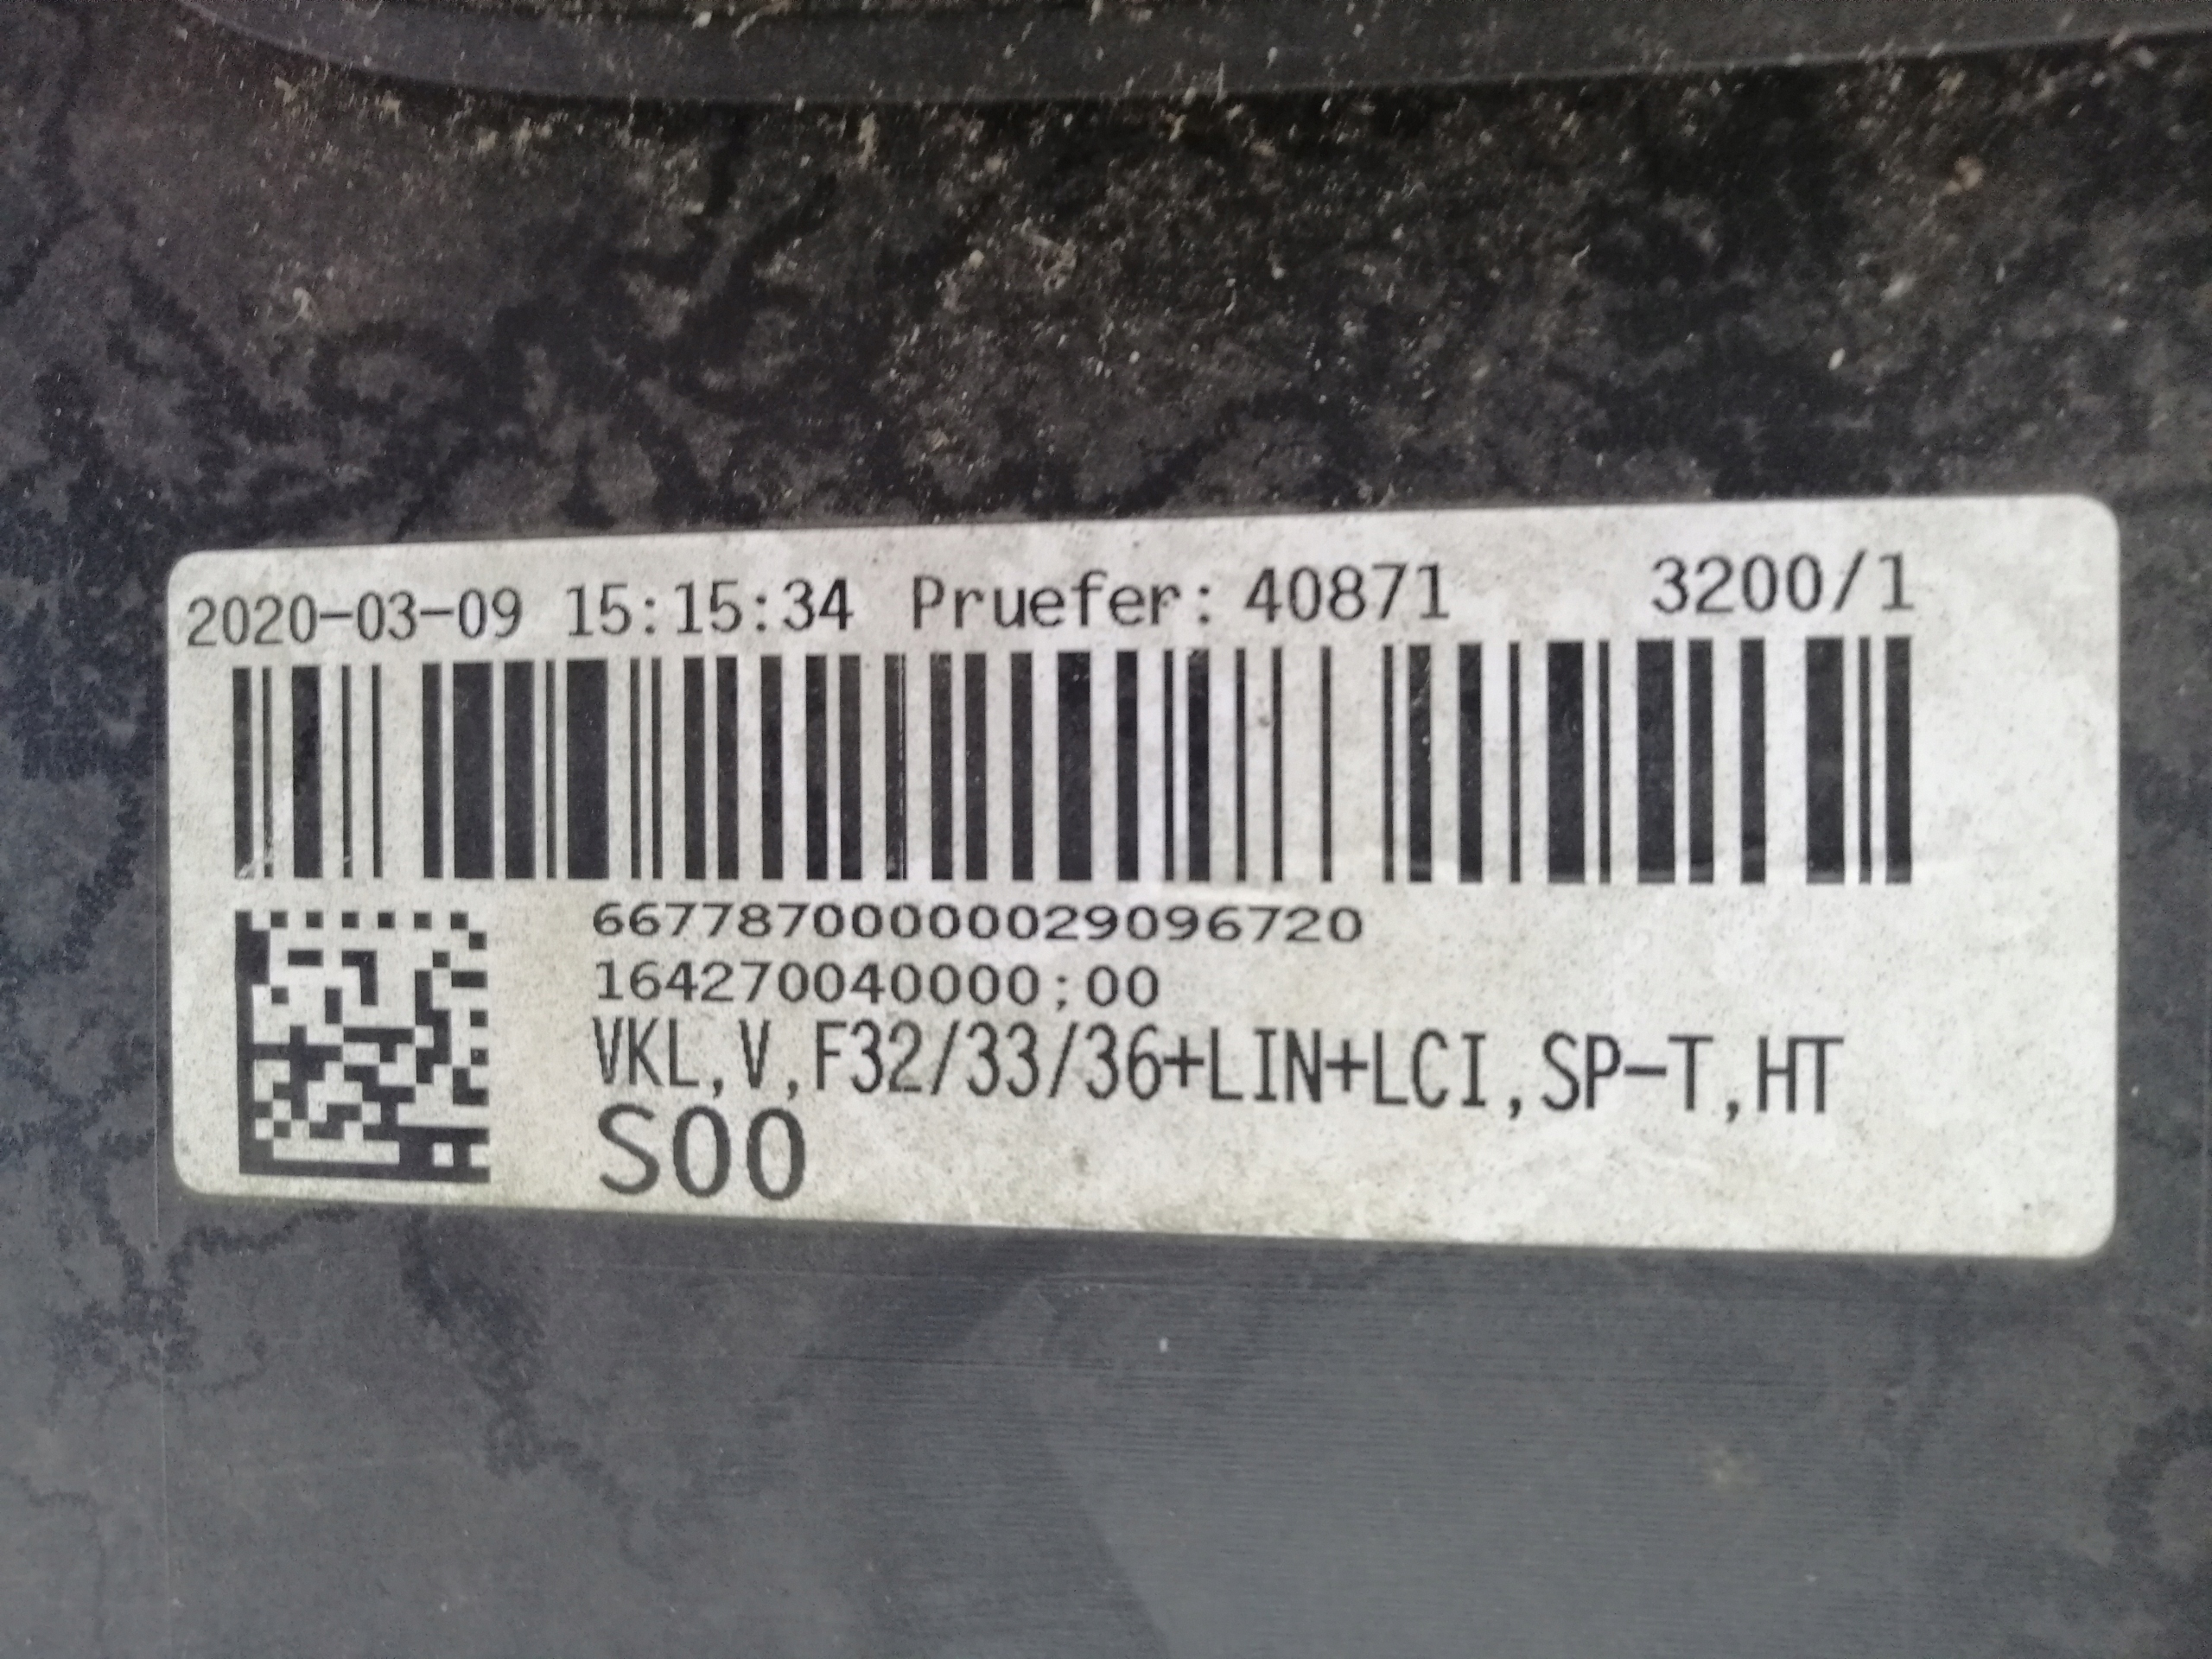 2020-03-09 15:15:34 Pruefer: 40871 3200/1
667787000000029096720
164270040000;00
VKL,V,F32/33/36+LIN+LCI,SP-T,HT
S00